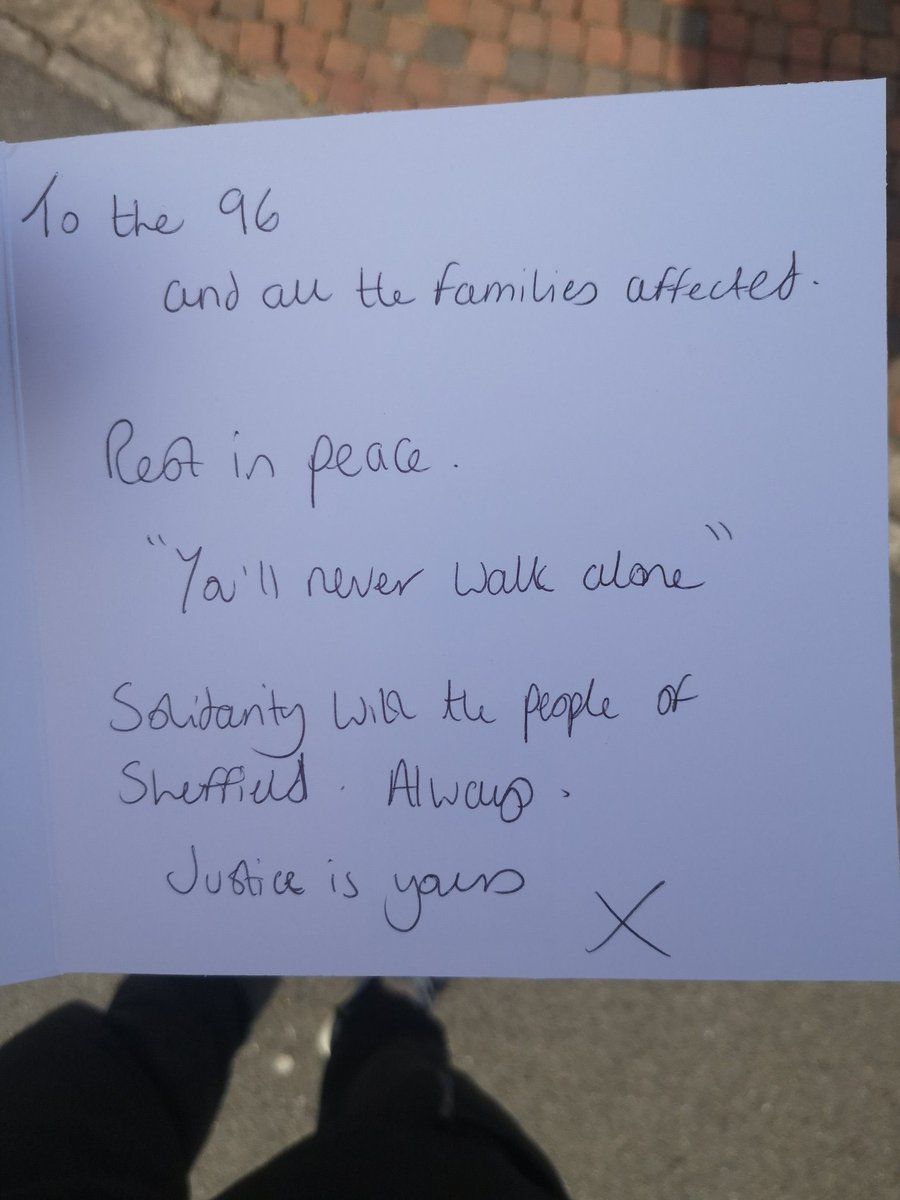 To the 96
and all the families affected.
Rest in peace.
"You'll never walk alone"
Solidarity with the people of
Sheffield. Always.
Justice is yours
X